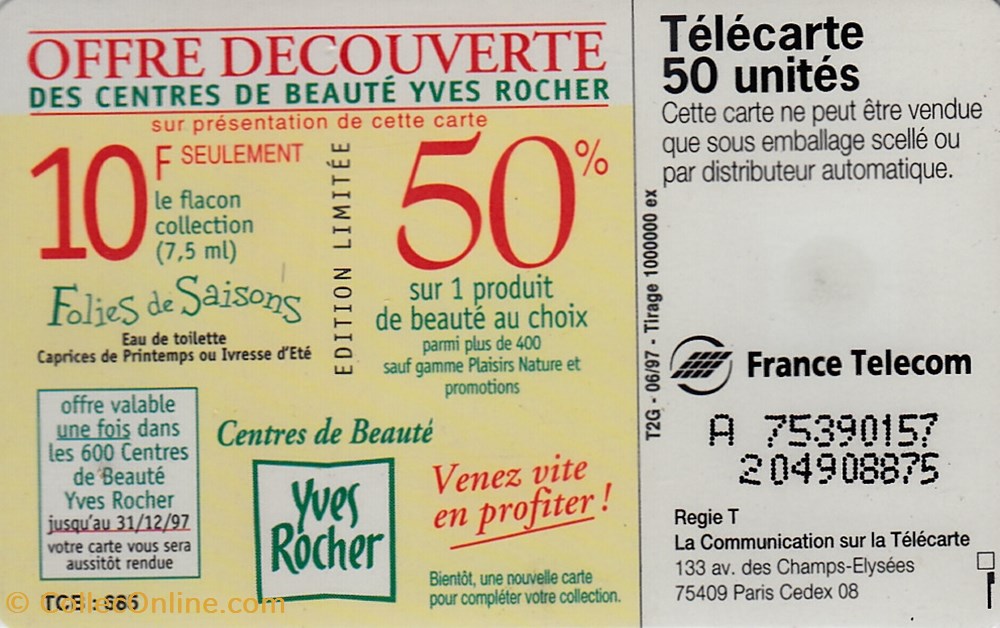 OFFRE DECOUVERTE
DES CENTRES DE BEAUTÉ YVES ROCHER
sur présentation de cette carte
10 F SEULEMENT
le flacon
collection
(7,5 ml)
Folies de Saisons
Eau de toilette
Caprices de Printemps ou Ivresse d'Eté
EDITION LIMITÉE
50%
sur 1 produit
de beauté au choix
parmi plus de 400
sauf gamme Plaisirs Nature et
promotions
offre valable
une fois dans
les 600 Centres
de Beauté
Yves Rocher
jusqu'au 31/12/97
votre carte vous sera
aussitôt rendue
Centres de Beauté
Yves
Rocher
Venez vite
en profiter !
Bientôt, une nouvelle carte
pour compléter votre collection.
© CollecOnline.com
T2G - 06/97 - Tirage 1000000 ex
Télécarte
50 unités
Cette carte ne peut être vendue
que sous emballage scellé ou
par distributeur automatique.
France Telecom
A 75390157
204908875
Regie T
La Communication sur la Télécarte
133 av. des Champs-Elysées
75409 Paris Cedex 08